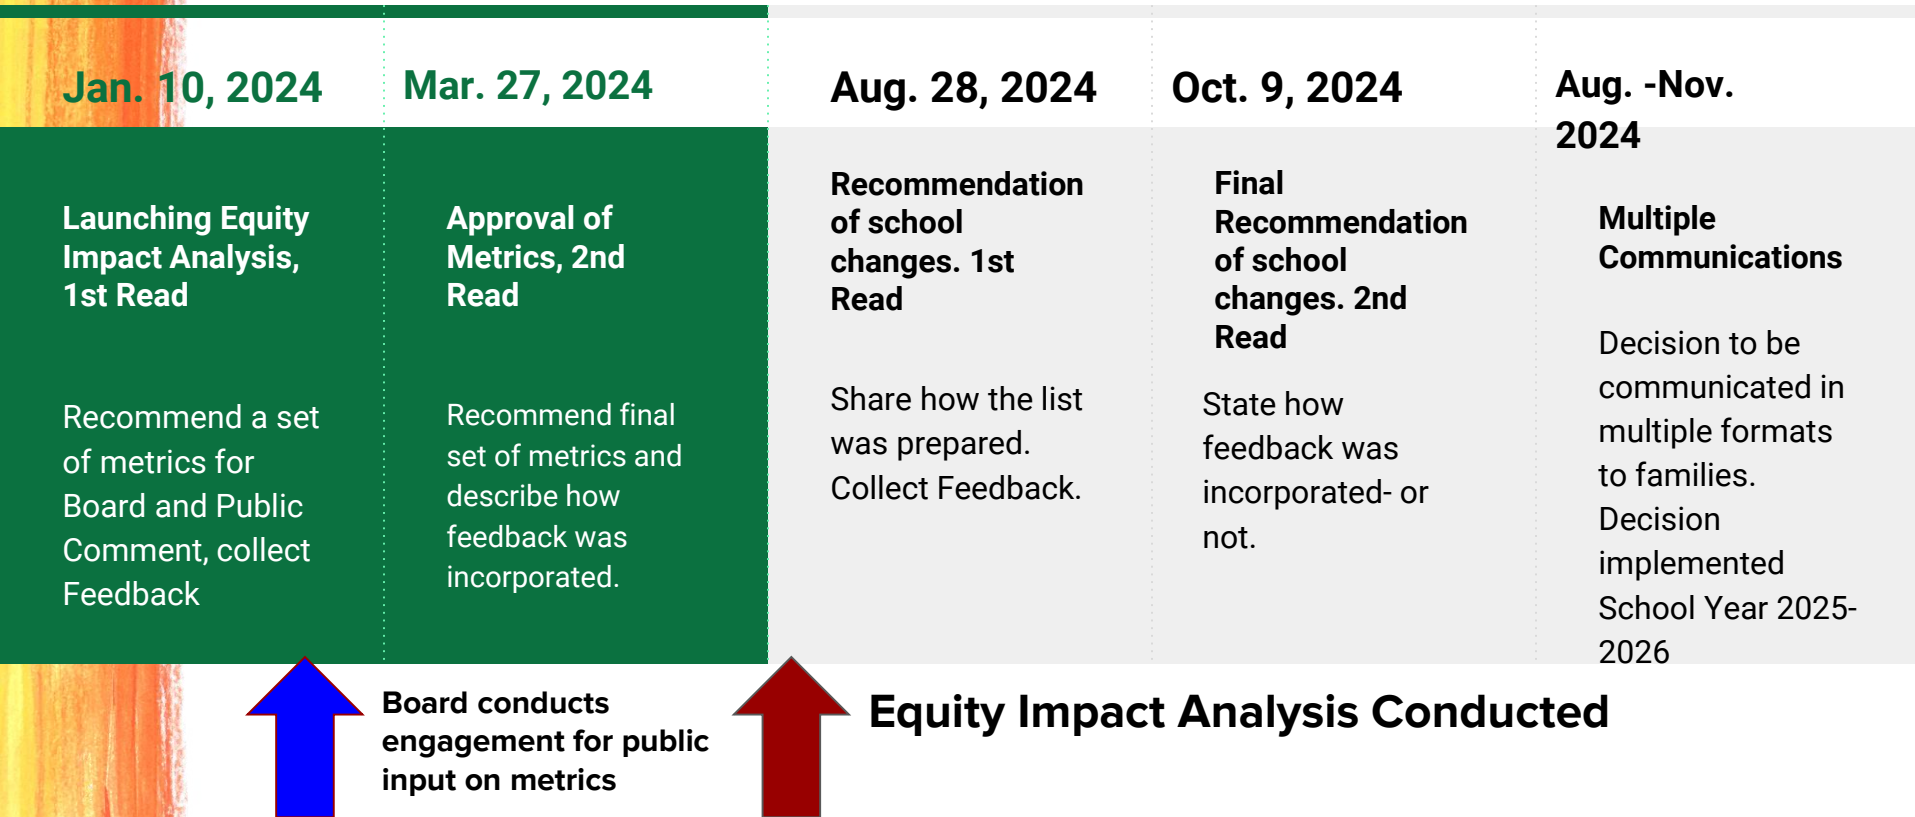 Jan. 10, 2024
Launching Equity
Impact Analysis,
1st Read
Recommend a set
of metrics for
Board and Public
Comment, collect
Feedback
Mar. 27, 2024
Approval of
Metrics, 2nd
Read
Recommend final
set of metrics and
describe how
feedback was
incorporated.
Aug. 28, 2024
Recommendation
of school
changes. 1st
Read
Share how the list
was prepared.
Collect Feedback.
Oct. 9, 2024
Final
Recommendation
of school
changes. 2nd
Read
State how
feedback was
incorporated- or
not.
Aug. -Nov.
2024
Multiple
Communications
Decision to be
communicated in
multiple formats
to families.
Decision
implemented
School Year 2025-
2026
Board conducts
engagement for public
input on metrics
Equity Impact Analysis Conducted